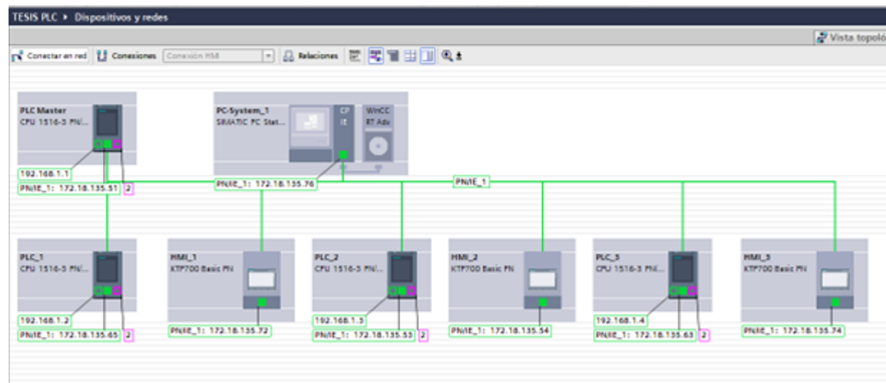 TESIS PLC ▸ Dispositivos y redes
Vista topoló
Conectar en red Conexiones Conexión HMI Relaciones
PLC Master
CPU 1516-3 PN/...
192.168.1.1
PN/IE_1: 172.18.135.51 2
PC-System_1
SIMATIC PC Stat...
CP
IE
WinCC
RT Adv
PN/IE_1: 172.18.135.76
PN/IE_1
PLC_1
CPU 1516-3 PN/...
192.168.1.2
PN/IE_1: 172.18.135.65 2
HMI_1
KTP700 Basic PN
PN/IE_1: 172.18.135.72
PLC_2
CPU 1516-3 PN/...
192.168.1.3
PN/IE_1: 172.18.135.53 2
HMI_2
KTP700 Basic PN
PN/IE_1: 172.18.135.54
PLC_3
CPU 1516-3 PN/...
192.168.1.4
PN/IE_1: 172.18.135.63 2
HMI_3
KTP700 Basic PN
PN/IE_1: 172.18.135.74